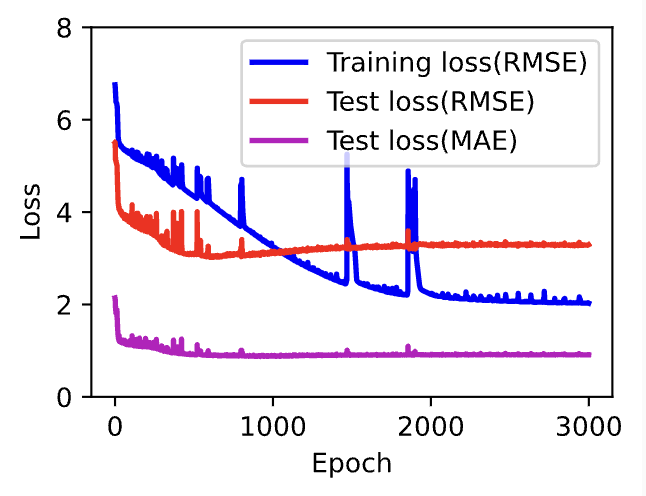 8
6
4
2
0
Loss
Training loss(RMSE)
Test loss(RMSE)
Test loss(MAE)
0 1000 2000 3000
Epoch